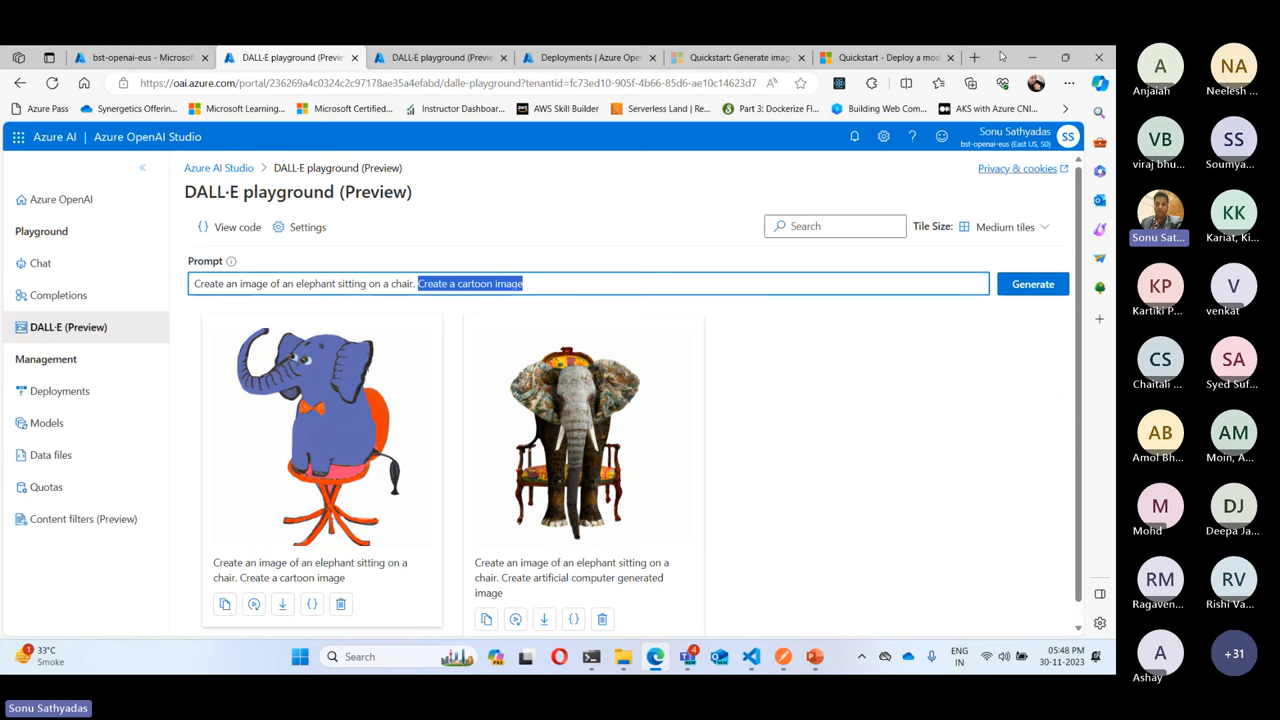 bst-openai-eus - Microsoft
DALL·E playground (Previe
DALL·E playground (Previe
Deployments | Azure Open
Quickstart: Generate imag
Quickstart - Deploy a mod
https://oai.azure.com/portal/236269a4c0324c2c97178ae35a4efabd/dalle-playground?tenantid=fc73ed10-905f-4b66-85d6-ae10c14623d7
Azure Pass
Synergetics Offering...
Microsoft Learning...
Microsoft Certified...
Instructor Dashboar...
AWS Skill Builder
Serverless Land | Re...
Part 3: Dockerize Fl...
Building Web Com...
AKS with Azure CNI...
Azure AI | Azure OpenAI Studio
Sonu Sathyadas
bst-openai-eus (East US, S0)
SS
Azure AI Studio > DALL·E playground (Preview)
Privacy & cookies
DALL·E playground (Preview)
View code
Settings
Search
Tile Size:
Medium tiles
Azure OpenAI
Playground
Chat
Completions
DALL·E (Preview)
Management
Deployments
Models
Data files
Quotas
Content filters (Preview)
Prompt
Create an image of an elephant sitting on a chair. Create a cartoon image
Generate
Create an image of an elephant sitting on a
chair. Create a cartoon image
Create an image of an elephant sitting on a
chair. Create artificial computer generated
image
1
33°C
Smoke
Search
PRE
4
ENG
IN
05:48 PM
30-11-2023
Sonu Sathyadas
A
Anjaiah
NA
Neelesh ...
VB
viraj bhu...
SS
Soumya...
Sonu Sat...
KK
Kariat, Ki...
KP
Kartiki P...
V
venkat
CS
Chaitali ...
SA
Syed Suf...
AB
Amol Bh...
AM
Moin, A...
M
Mohd
DJ
Deepa Ja...
RM
Ragaven...
RV
Rishi Va...
A
Ashay
+31